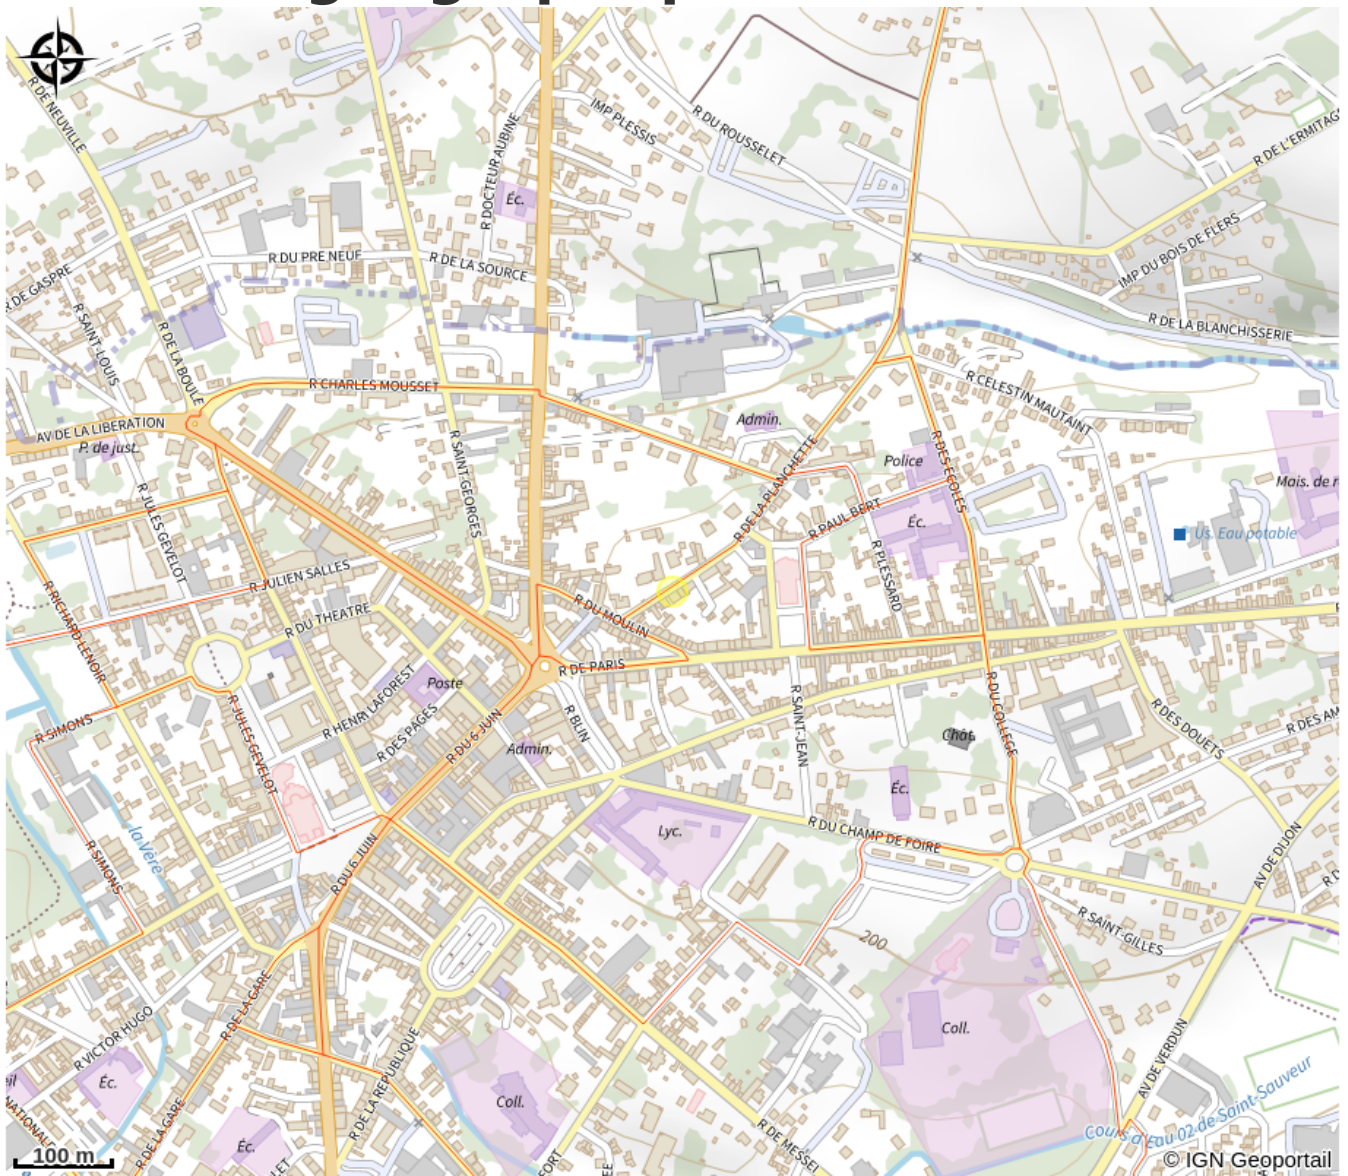 R DE NEUVILLE
IMP PLESSIS
R DU ROUSSELET
R DE L'ERMITAG
R DOCTEUR AUBINE
Éc.
R DU PRE NEUF
R DE LA SOURCE
R DE GASPRE
IMP DU BOIS DE FLERS
R SAINT-LOUIS
R DE LA BOULE
R DE LA BLANCHISSERIE
R CHARLES MOUSSET
R CELESTIN MAUTAINT
AV DE LA LIBERATION
P. de just.
Admin.
R SAINT-GEORGES
R DE LA PLANCHETTE
Police
R DES ECOLES
Mais. de r
R JULES GEVELOT
R PAUL BERT
Éc.
Us. Eau potable
R JULIEN SALLES
R PLESSARD
R RICHARD LENOIR
R DU THEATRE
R DU MOULIN
R DE PARIS
R HENRI LAFOREST
Poste
R SIMONS
R JULES GEVELOT
R DES PAGES
R DU 6 JUIN
R BLIN
Admin.
R SAINT-JEAN
R DU COLLEGE
Chât.
R DES DOUETS
R DES AM
Éc.
la Vère
R SIMONS
R DU 6 JUIN
Lyc.
R DU CHAMP DE FOIRE
AV DE DIJON
R D
200
R SAINT-GILLES
R DE LA GARE
R VICTOR HUGO
Éc.
R DE LA REPUBLIQUE
Coll.
Coll.
AV DE VERDUN
NATIONALE
R DE LA GARE
Éc.
R DE MESSEI
Cours d'Eau 02 de Saint-Sauveur
100 m
© IGN Geoportail